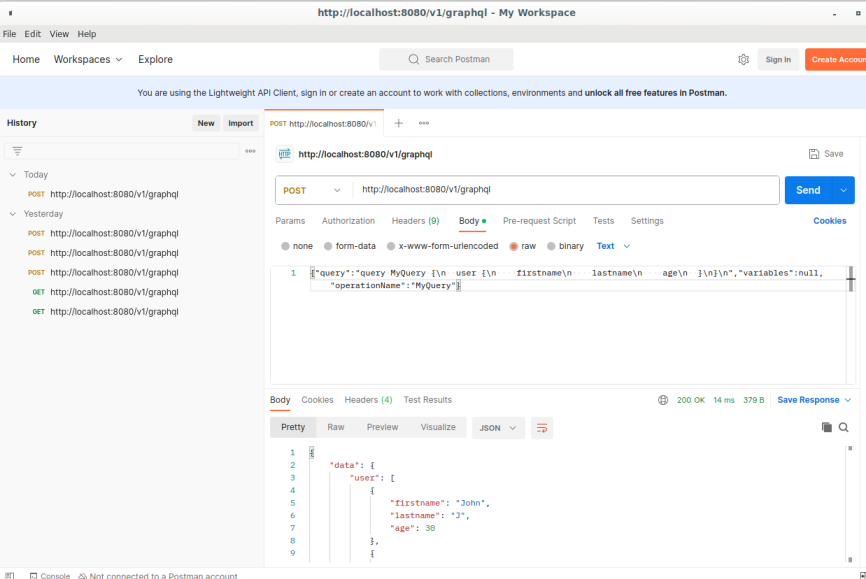 http://localhost:8080/v1/graphql - My Workspace
File Edit View Help
Home Workspaces Explore Search Postman Sign In Create Accoun
You are using the Lightweight API Client, sign in or create an account to work with collections, environments and unlock all free features in Postman.
History New Import
POST http://localhost:8080/v1
Today
POST http://localhost:8080/v1/graphql
Yesterday
POST http://localhost:8080/v1/graphql
POST http://localhost:8080/v1/graphql
POST http://localhost:8080/v1/graphql
GET http://localhost:8080/v1/graphql
GET http://localhost:8080/v1/graphql
HTTP http://localhost:8080/v1/graphql Save
POST http://localhost:8080/v1/graphql Send
Params Authorization Headers (9) Body Pre-request Script Tests Settings Cookies
none form-data x-www-form-urlencoded raw binary Text
1 {"query":"query MyQuery {\n  user {\n    firstname\n    lastname\n    age\n  }\n}\n","variables":null,
"operationName":"MyQuery"}
Body Cookies Headers (4) Test Results 200 OK 14 ms 379 B Save Response
Pretty Raw Preview Visualize JSON
1 {
2 "data": {
3 "user": [
4 {
5 "firstname": "John",
6 "lastname": "J",
7 "age": 30
8 },
9 {
Console Not connected to a Postman account